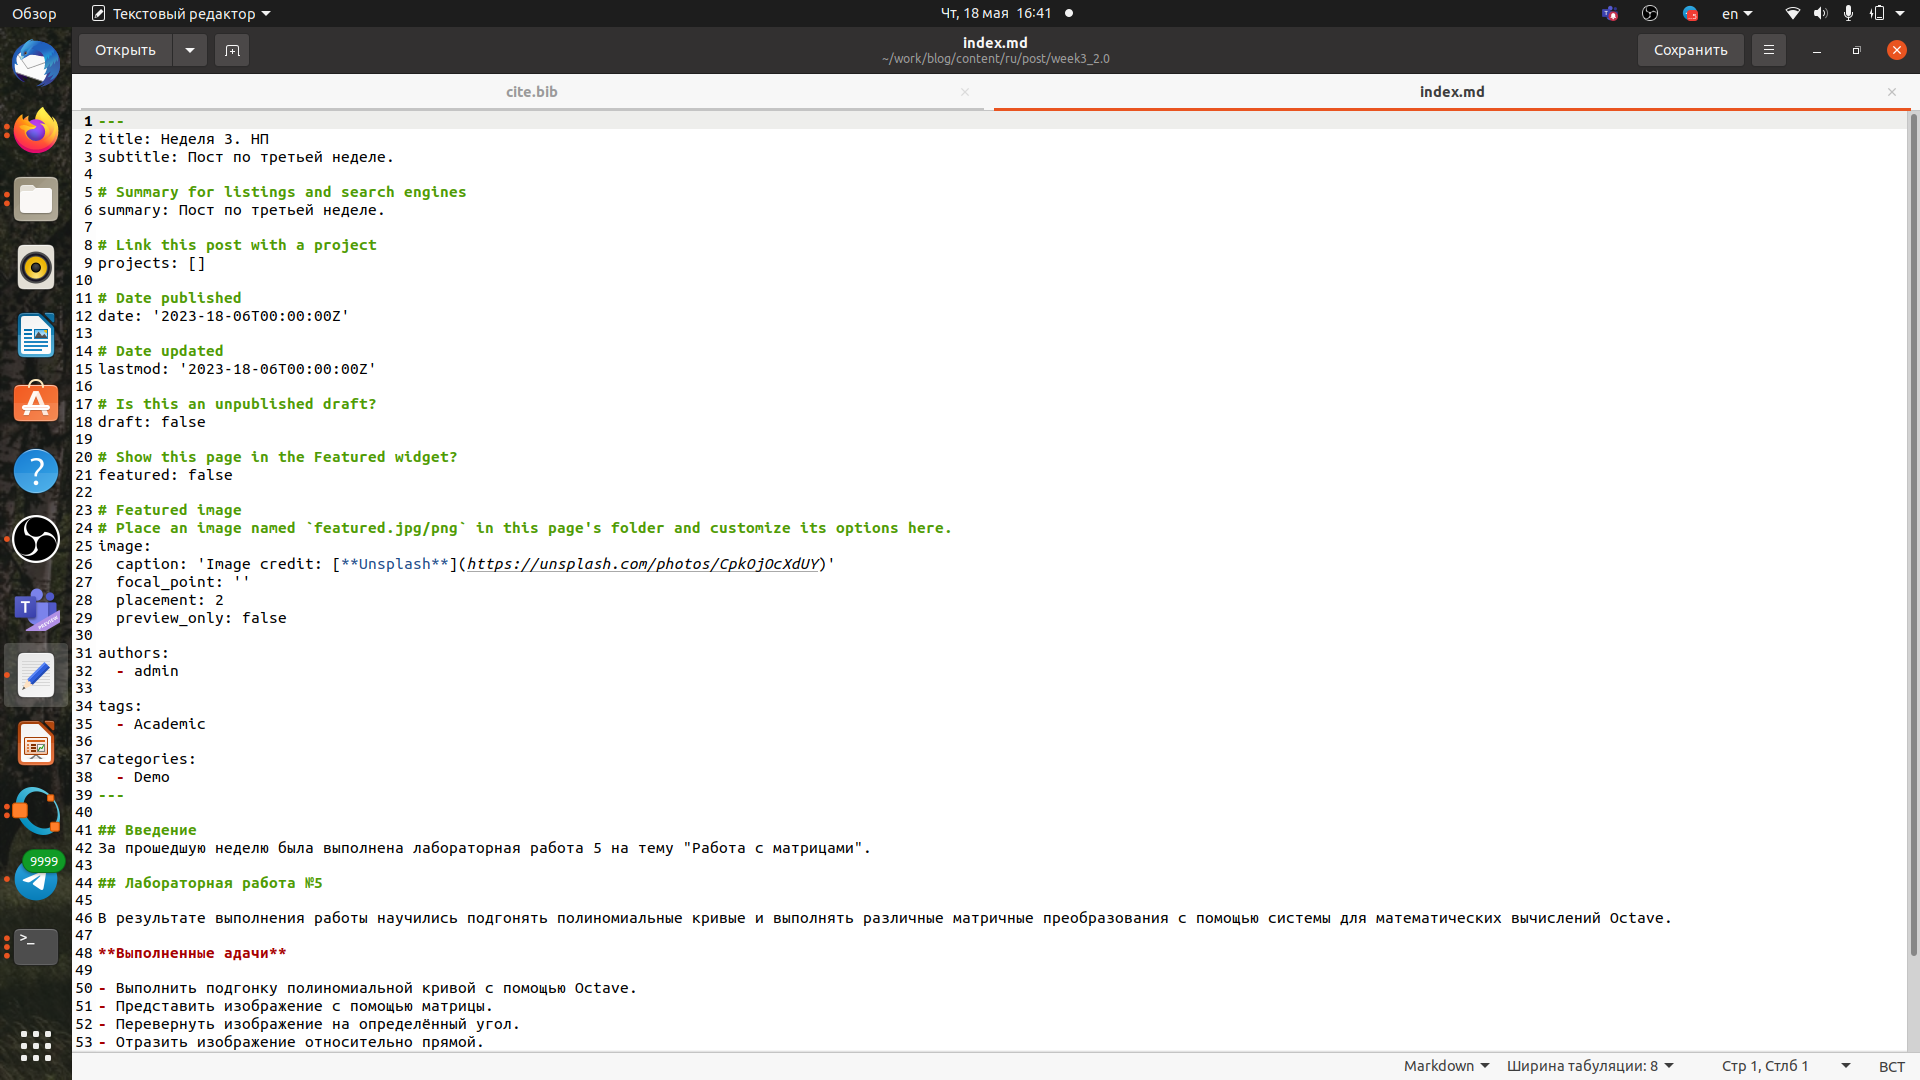 Обзор
Текстовый редактор
Чт, 18 мая 16:41
en
Открыть
index.md
~/work/blog/content/ru/post/week3_2.0
Сохранить
cite.bib
index.md
1 ---
2 title: Неделя 3. НП
3 subtitle: Пост по третьей неделе.
4
5 # Summary for listings and search engines
6 summary: Пост по третьей неделе.
7
8 # Link this post with a project
9 projects: []
10
11 # Date published
12 date: '2023-18-06T00:00:00Z'
13
14 # Date updated
15 lastmod: '2023-18-06T00:00:00Z'
16
17 # Is this an unpublished draft?
18 draft: false
19
20 # Show this page in the Featured widget?
21 featured: false
22
23 # Featured image
24 # Place an image named `featured.jpg/png` in this page's folder and customize its options here.
25 image:
26   caption: 'Image credit: [**Unsplash**](https://unsplash.com/photos/CpkOjOcXdUY)'
27   focal_point: ''
28   placement: 2
29   preview_only: false
30
31 authors:
32   - admin
33
34 tags:
35   - Academic
36
37 categories:
38   - Demo
39 ---
40
41 ## Введение
42 За прошедшую неделю была выполнена лабораторная работа 5 на тему "Работа с матрицами".
43
44 ## Лабораторная работа №5
45
46 В результате выполнения работы научились подгонять полиномиальные кривые и выполнять различные матричные преобразования с помощью системы для математических вычислений Octave.
47
48 **Выполненные адачи**
49
50 - Выполнить подгонку полиномиальной кривой с помощью Octave.
51 - Представить изображение с помощью матрицы.
52 - Перевернуть изображение на определённый угол.
53 - Отразить изображение относительно прямой.
T
PREVIEW
9999
>_
Markdown
Ширина табуляции: 8
Стр 1, Стлб 1
ВСТ